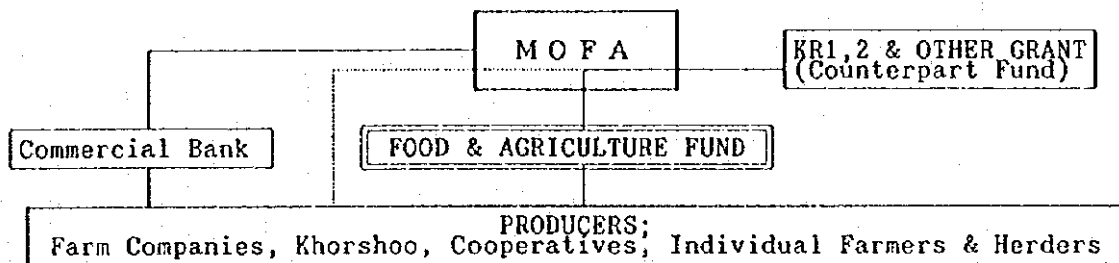 M O F A
KR1,2 & OTHER GRANT
(Counterpart Fund)
Commercial Bank
FOOD & AGRICULTURE FUND
PRODUCERS;
Farm Companies, Khorshoo, Cooperatives, Individual Farmers & Herders